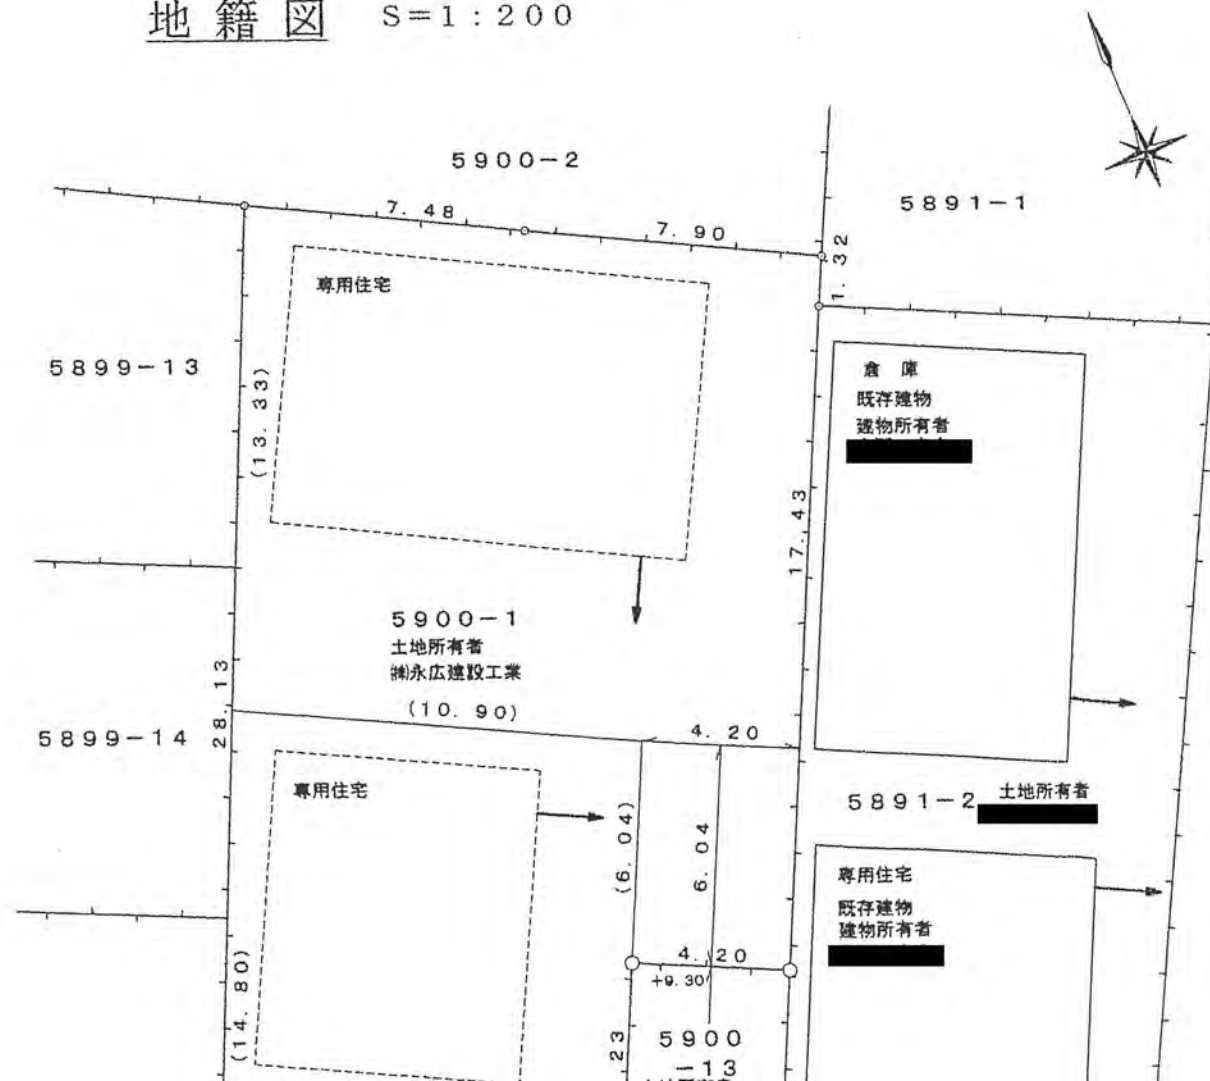 地籍図 S=1:200
5900-2
5891-1
7.48
7.90
1.32
専用住宅
5899-13
(13.33)
倉庫
既存建物
建物所有者
17.43
5900-1
土地所有者
㈱永広建設工業
(10.90)
28.13
4.20
5899-14
専用住宅
5891-2
土地所有者
(6.04)
6.04
専用住宅
既存建物
建物所有者
4.20
+9.30
(14.80)
23
5900
-13